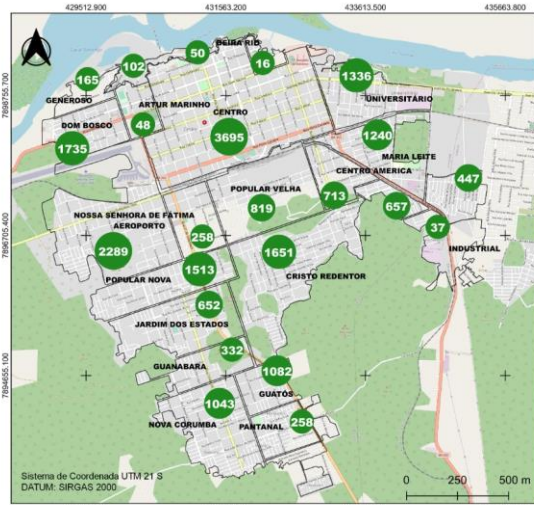 429512.900 431563.200 433613.500 435663.800
7898755.700
7896705.400
7894655.100
BEIRA RIO
50
16
102
165
1336
GENEROSO
ARTUR MARINHO
UNIVERSITÁRIO
DOM BOSCO
48
CENTRO
3695
1240
1735
MARIA LEITE
CENTRO AMERICA
447
POPULAR VELHA
713
819
657
NOSSA SENHORA DE FÁTIMA
AEROPORTO
258
37
2289
1651
INDUSTRIAL
1513
CRISTO REDENTOR
POPULAR NOVA
652
JARDIM DOS ESTADOS
332
GUANABARA
1082
GUATÓS
1043
NOVA CORUMBA
PANTANAL
258
Sistema de Coordenada UTM 21 S
DATUM: SIRGAS 2000
0 250 500 m